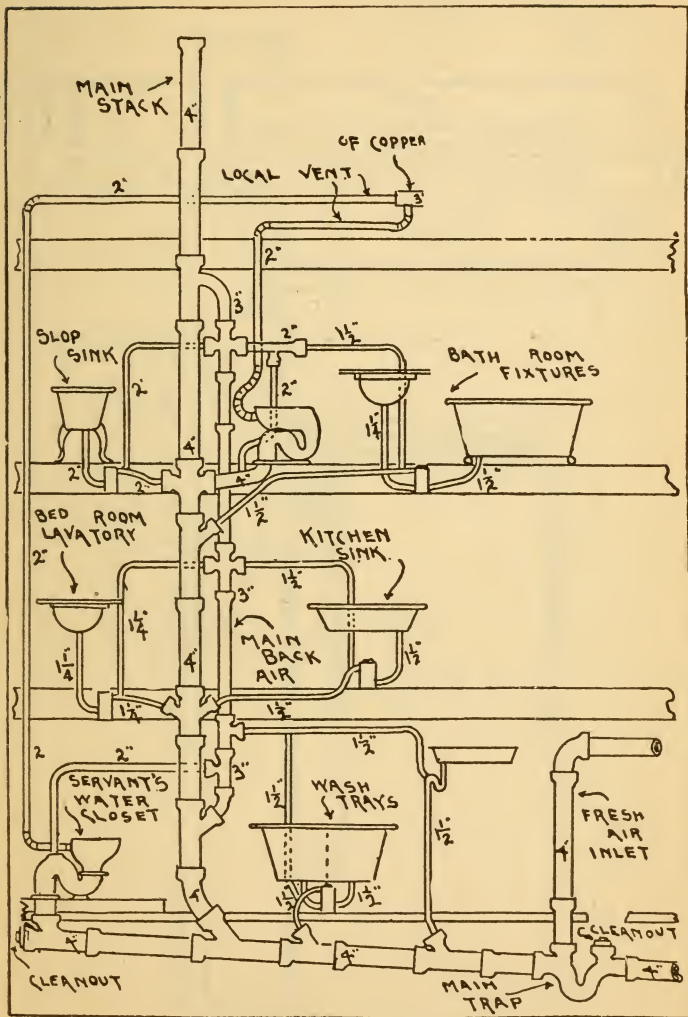 MAIN
STACK
4"
OF COPPER
LOCAL VENT
2"
3"
2"
3"
SLOP
SINK
2"
1½"
BATH ROOM
FIXTURES
2"
2"
1¼"
4"
2"
2"
4"
1½"
1½"
BED ROOM
LAVATORY
KITCHEN
SINK.
2"
1½"
3"
1¼"
MAIN
BACK
AIR
1¼"
4"
1½"
1¼"
1½"
2
2"
1½"
3"
SERVANT'S
WATER
CLOSET
1½"
WASH
TRAYS
1½"
FRESH
AIR
INLET
4"
4"
1½"
1½"
CLEANOUT
4"
4"
4"
CLEANOUT
MAIN
TRAP